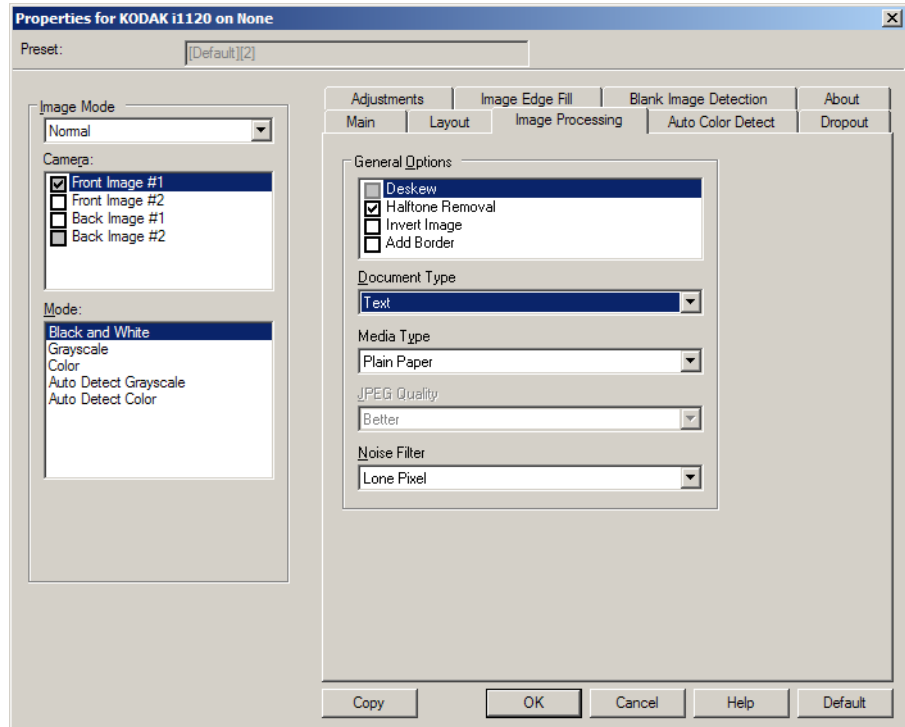 Properties for KODAK i1120 on None
Preset:
[Default][2]
Image Mode
Normal
Camera:
Front Image #1
Front Image #2
Back Image #1
Back Image #2
Mode:
Black and White
Grayscale
Color
Auto Detect Grayscale
Auto Detect Color
Adjustments Image Edge Fill Blank Image Detection About
Main Layout Image Processing Auto Color Detect Dropout
General Options
Deskew
Halftone Removal
Invert Image
Add Border
Document Type
Text
Media Type
Plain Paper
JPEG Quality
Better
Noise Filter
Lone Pixel
Copy OK Cancel Help Default